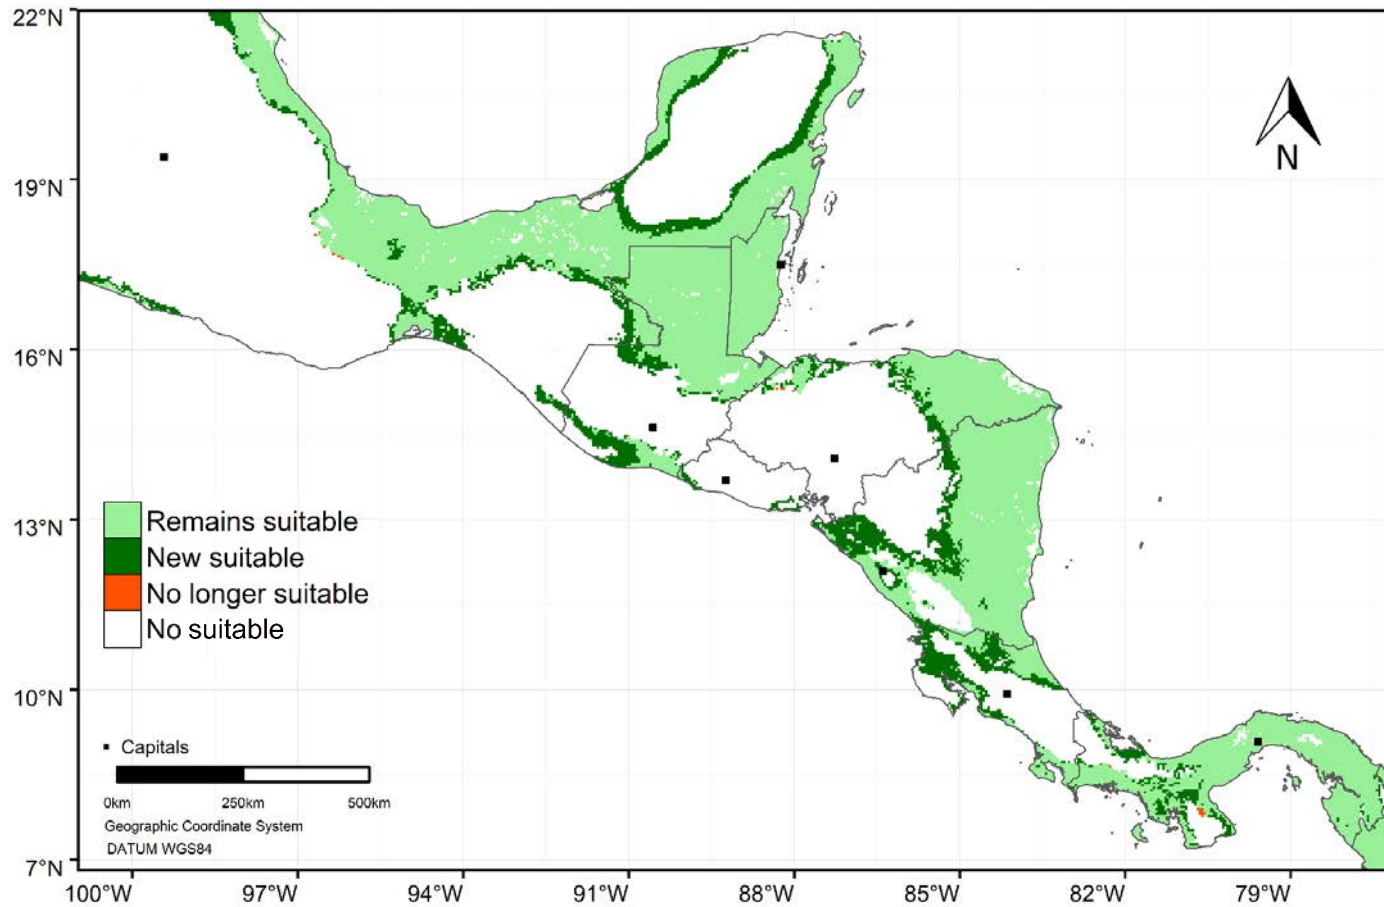 22°N
19°N
16°N
13°N
10°N
7°N
N
Remains suitable
New suitable
No longer suitable
No suitable
Capitals
0km 250km 500km
Geographic Coordinate System
DATUM WGS84
100°W 97°W 94°W 91°W 88°W 85°W 82°W 79°W